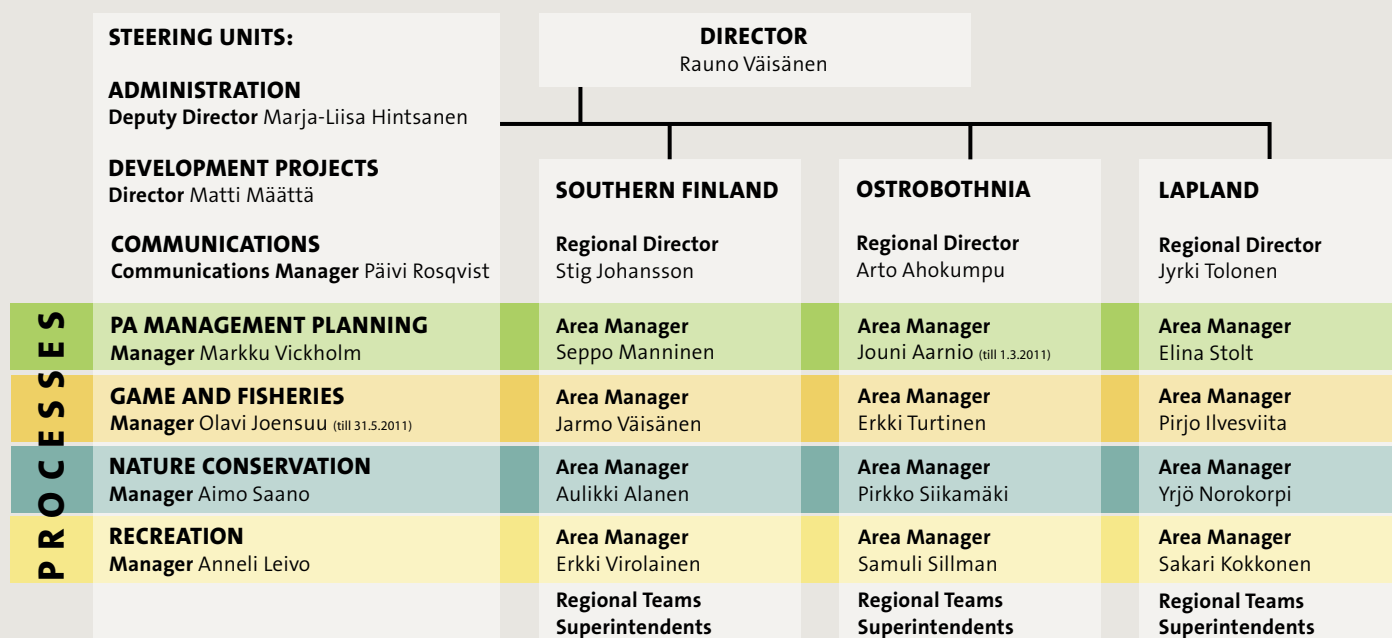 STEERING UNITS:
ADMINISTRATION
Deputy Director Marja-Liisa Hintsanen
DEVELOPMENT PROJECTS
Director Matti Määttä
COMMUNICATIONS
Communications Manager Päivi Rosqvist
DIRECTOR
Rauno Väisänen
SOUTHERN FINLAND
Regional Director
Stig Johansson
OSTROBOTHNIA
Regional Director
Arto Ahokumpu
LAPLAND
Regional Director
Jyrki Tolonen
PROCESSES
PA MANAGEMENT PLANNING
Manager Markku Vickholm
Area Manager
Seppo Manninen
Area Manager
Jouni Aarnio (till 1.3.2011)
Area Manager
Elina Stolt
GAME AND FISHERIES
Manager Olavi Joensuu (till 31.5.2011)
Area Manager
Jarmo Väisänen
Area Manager
Erkki Turtinen
Area Manager
Pirjo Ilvesviita
NATURE CONSERVATION
Manager Aimo Saano
Area Manager
Aulikki Alanen
Area Manager
Pirkko Siikamäki
Area Manager
Yrjö Norokorpi
RECREATION
Manager Anneli Leivo
Area Manager
Erkki Virolainen
Area Manager
Samuli Sillman
Area Manager
Sakari Kokkonen
Regional Teams
Superintendents
Regional Teams
Superintendents
Regional Teams
Superintendents